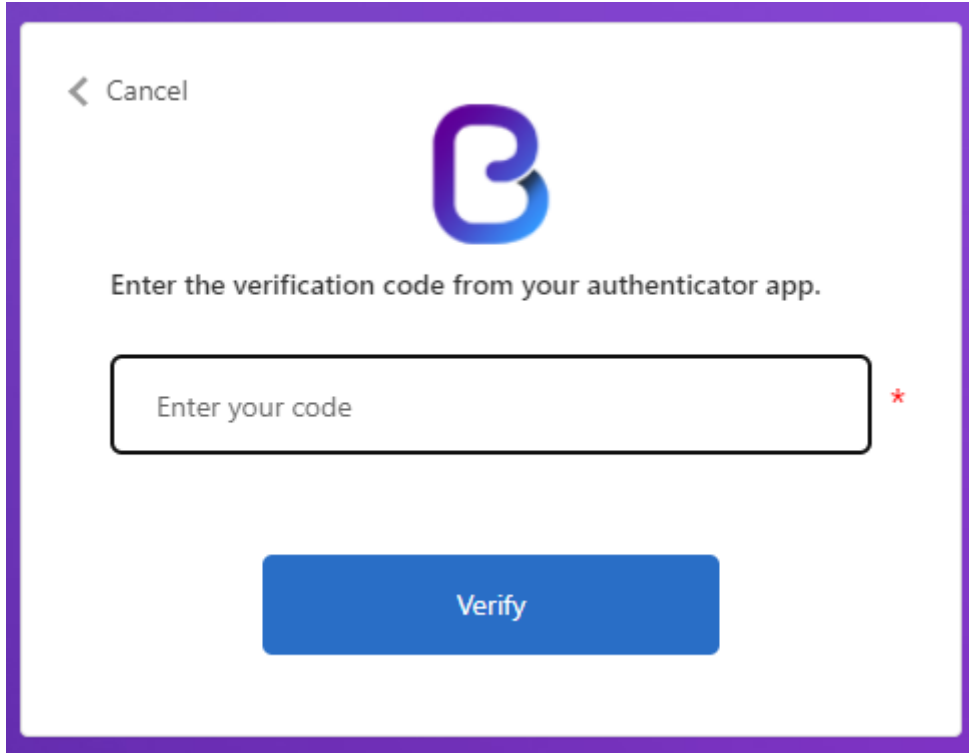 Cancel
Enter the verification code from your authenticator app.
Enter your code
*
Verify